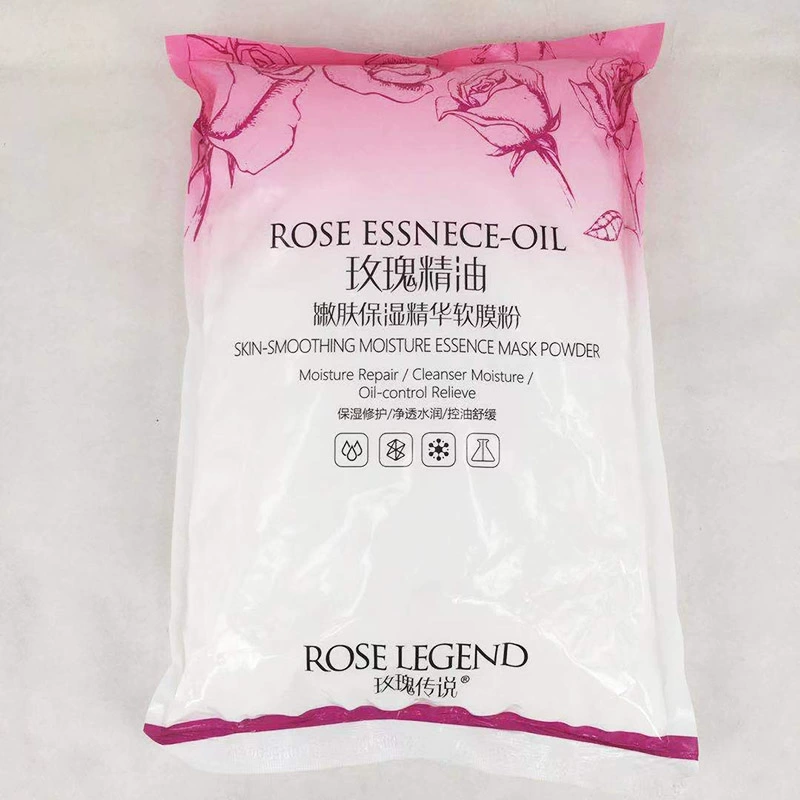 ROSE ESSNECE-OIL
玫瑰精油
嫩肤保湿精华软膜粉
SKIN-SMOOTHING MOISTURE ESSENCE MASK POWDER
Moisture Repair / Cleanser Moisture /
Oil-control Relieve
保湿修护/净透水润/控油舒缓
ROSE LEGEND
玫瑰传说®